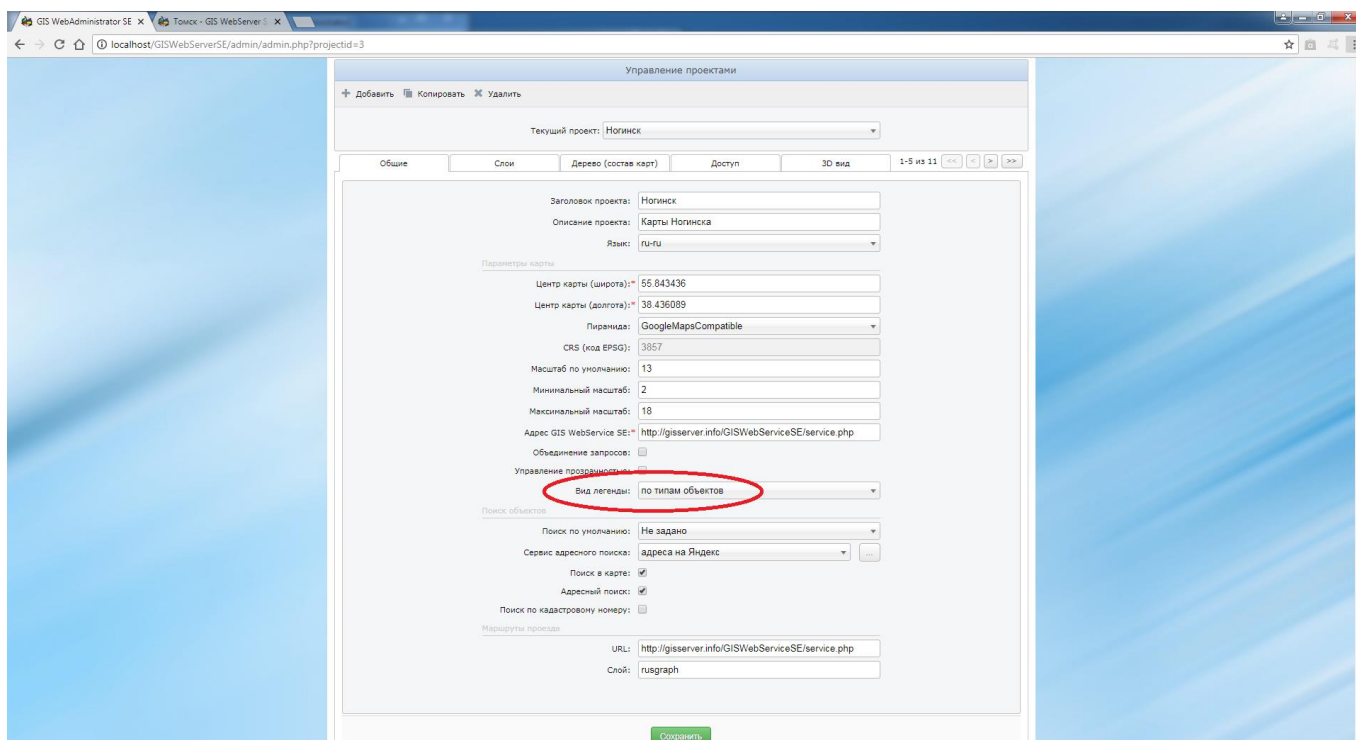 GIS WebAdministrator SE
Томск - GIS WebServer S
localhost/GISWebServerSE/admin/admin.php?projectid=3
Управление проектами
Добавить Копировать Удалить
Текущий проект: Ногинск
Общие Слои Дерево (состав карт) Доступ 3D вид 1-5 из 11 << < > >>
Заголовок проекта: Ногинск
Описание проекта: Карты Ногинска
Язык: ru-ru
Параметры карты
Центр карты (широта):* 55.843436
Центр карты (долгота):* 38.436089
Пирамида: GoogleMapsCompatible
CRS (код EPSG): 3857
Масштаб по умолчанию: 13
Минимальный масштаб: 2
Максимальный масштаб: 18
Адрес GIS WebService SE:* http://gisserver.info/GISWebServiceSE/service.php
Объединение запросов:
Управление прозрачностью:
Вид легенды: по типам объектов
Поиск объектов
Поиск по умолчанию: Не задано
Сервис адресного поиска: адреса на Яндекс ...
Поиск в карте:
Адресный поиск:
Поиск по кадастровому номеру:
Маршруты проезда
URL: http://gisserver.info/GISWebServiceSE/service.php
Слой: rusgraph
Сохранить